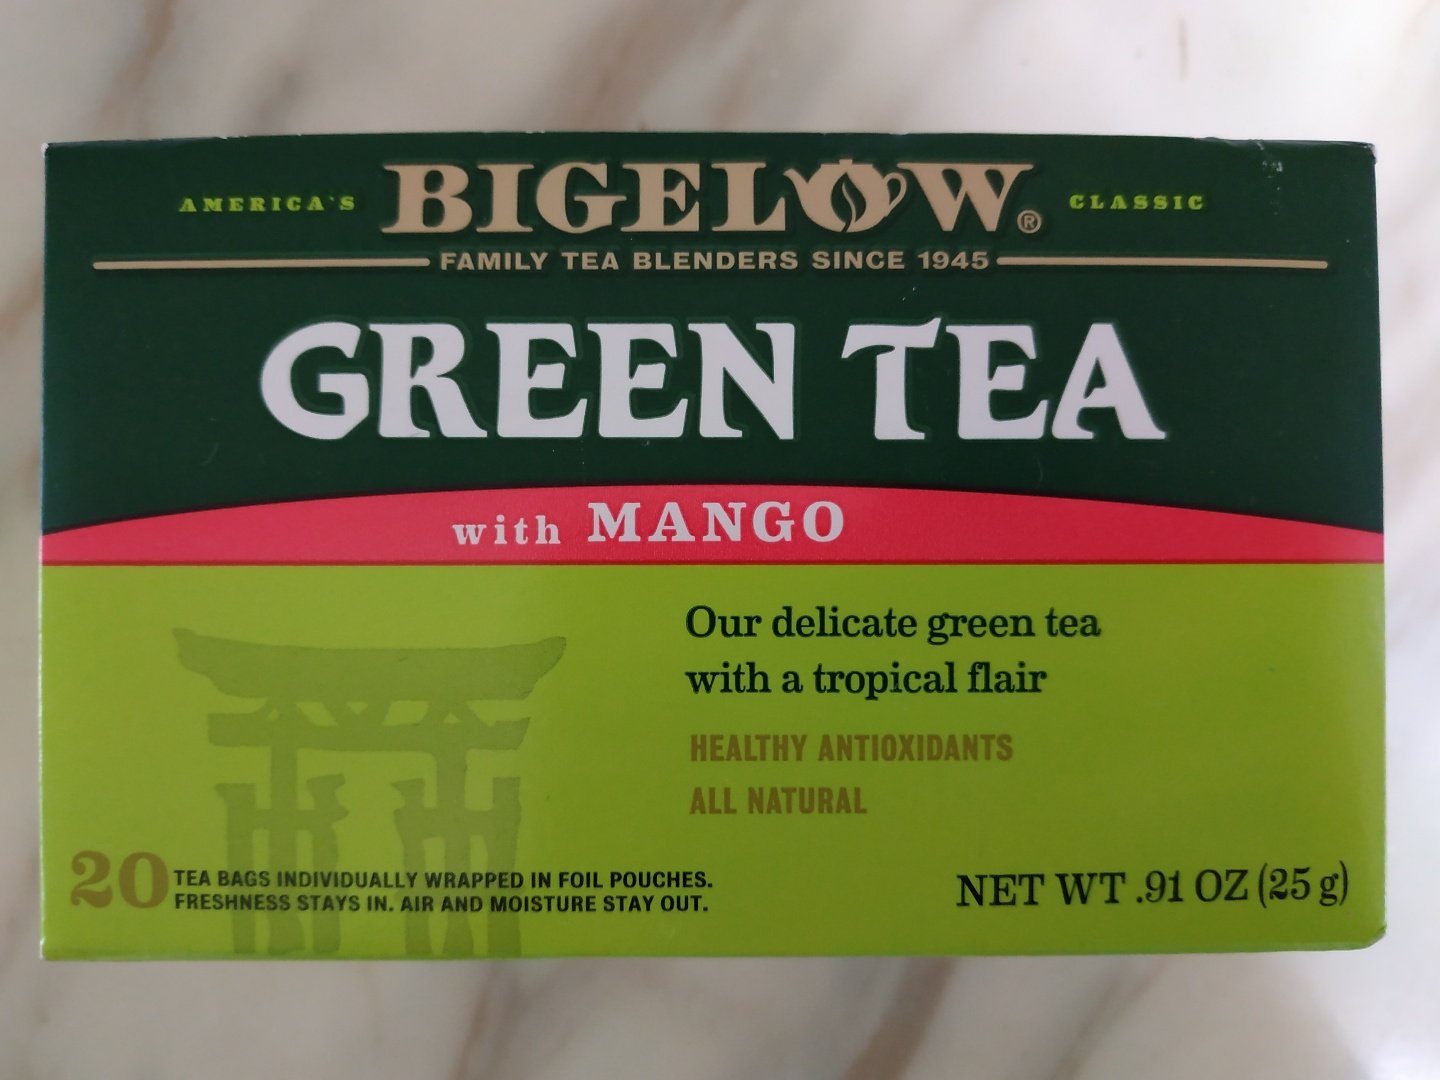 AMERICA'S BIGELOW® CLASSIC
FAMILY TEA BLENDERS SINCE 1945
GREEN TEA
with MANGO
Our delicate green tea
with a tropical flair
HEALTHY ANTIOXIDANTS
ALL NATURAL
20 TEA BAGS INDIVIDUALLY WRAPPED IN FOIL POUCHES.
FRESHNESS STAYS IN. AIR AND MOISTURE STAY OUT.
NET WT .91 OZ (25 g)